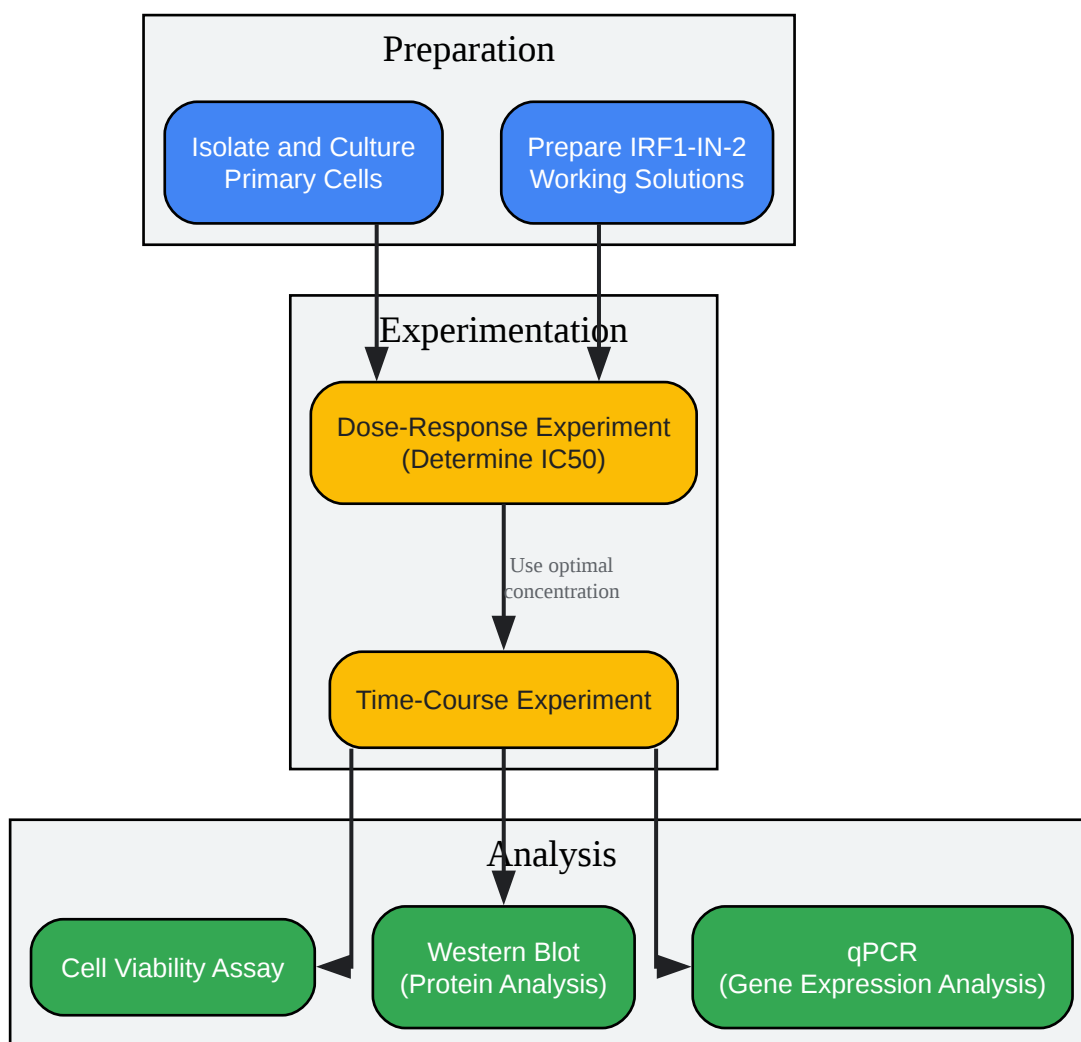 Preparation
Isolate and Culture
Primary Cells
Prepare IRF1-IN-2
Working Solutions
Experimentation
Dose-Response Experiment
(Determine IC50)
Use optimal
concentration
Time-Course Experiment
Analysis
Cell Viability Assay
Western Blot
(Protein Analysis)
qPCR
(Gene Expression Analysis)